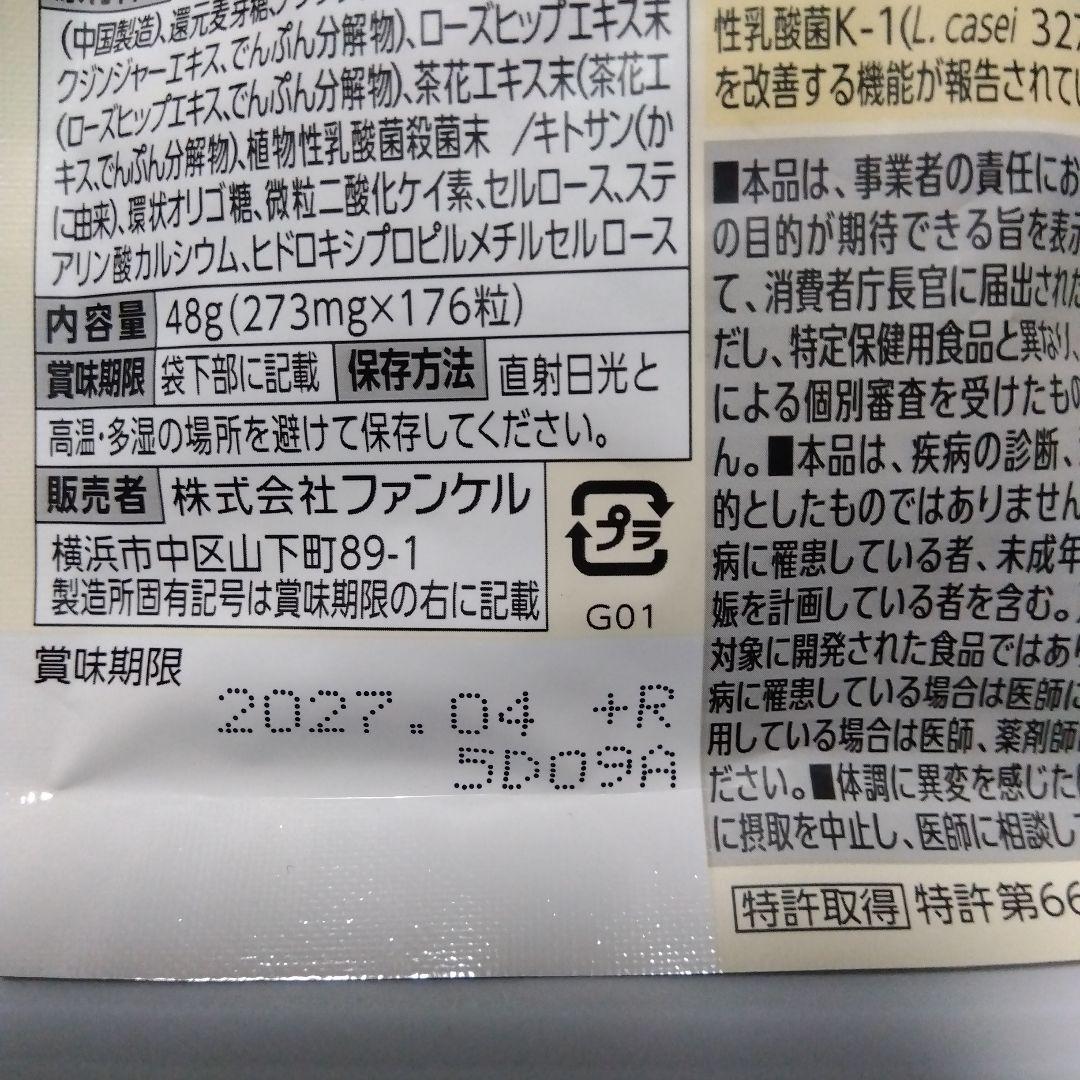 (中国製造)、還元麦芽糖、ブラッ
クジンジャーエキス、でんぷん分解物)、ローズヒップエキス末
(ローズヒップエキス、でんぷん分解物)、茶花エキス末(茶花エ
キス、でんぷん分解物)、植物性乳酸菌殺菌末 /キトサン(か
に由来)、環状オリゴ糖、微粒二酸化ケイ素、セルロース、ステ
アリン酸カルシウム、ヒドロキシプロピルメチルセルロース
内容量 48g(273mg×176粒)
賞味期限 袋下部に記載 保存方法 直射日光と
高温・多湿の場所を避けて保存してください。
販売者 株式会社ファンケル
横浜市中区山下町89-1
製造所固有記号は賞味期限の右に記載
プラ
G01
賞味期限
2027.04 +R
5D09A
性乳酸菌K-1(L. casei 327
を改善する機能が報告されてい
■本品は、事業者の責任にお
の目的が期待できる旨を表示
て、消費者庁長官に届出された
だし、特定保健用食品と異なり、
による個別審査を受けたもの
ん。■本品は、疾病の診断、
的としたものではありません
病に罹患している者、未成年
娠を計画している者を含む。
対象に開発された食品ではあり
病に罹患している場合は医師に
用している場合は医師、薬剤師
ださい。■体調に異変を感じた
に摂取を中止し、医師に相談し
特許取得 特許第66